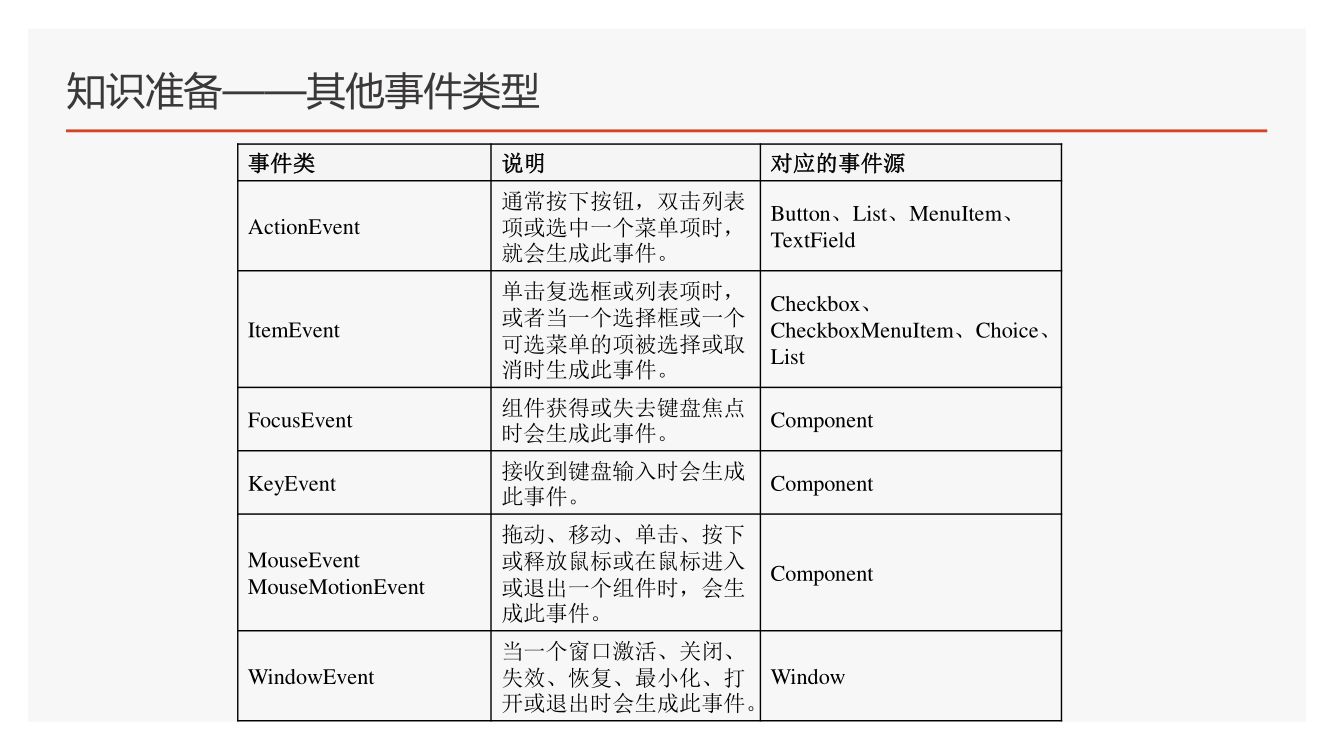 知识准备——其他事件类型
事件类
说明
对应的事件源
ActionEvent
通常按下按钮，双击列表
项或选中一个菜单项时，
就会生成此事件。
Button、List、MenuItem、
TextField
ItemEvent
单击复选框或列表项时，
或者当一个选择框或一个
可选菜单的项被选择或取
消时生成此事件。
Checkbox、
CheckboxMenuItem、Choice、
List
FocusEvent
组件获得或失去键盘焦点
时会生成此事件。
Component
KeyEvent
接收到键盘输入时会生成
此事件。
Component
MouseEvent
MouseMotionEvent
拖动、移动、单击、按下
或释放鼠标或在鼠标进入
或退出一个组件时，会生
成此事件。
Component
WindowEvent
当一个窗口激活、关闭、
失效、恢复、最小化、打
开或退出时会生成此事件。
Window